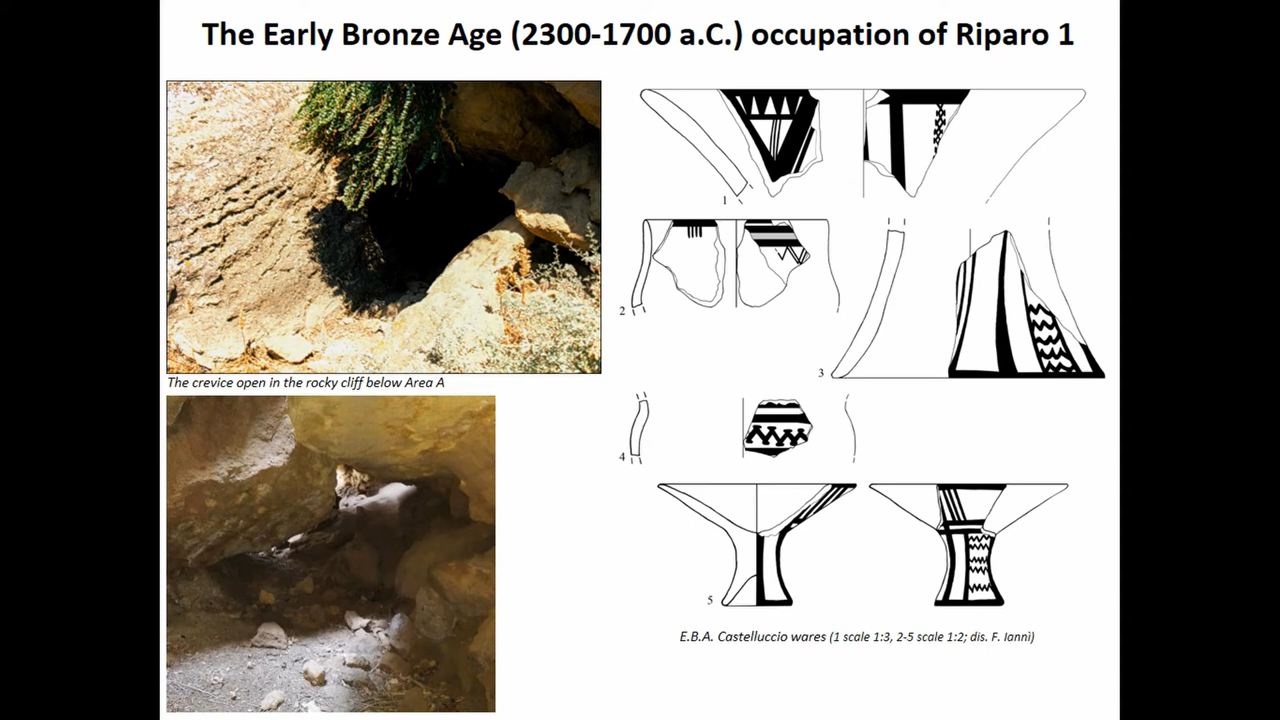 The Early Bronze Age (2300-1700 a.C.) occupation of Riparo 1
The crevice open in the rocky cliff below Area A
1
2
3
4
5
E.B.A. Castelluccio wares (1 scale 1:3, 2-5 scale 1:2; dis. F. Iannì)